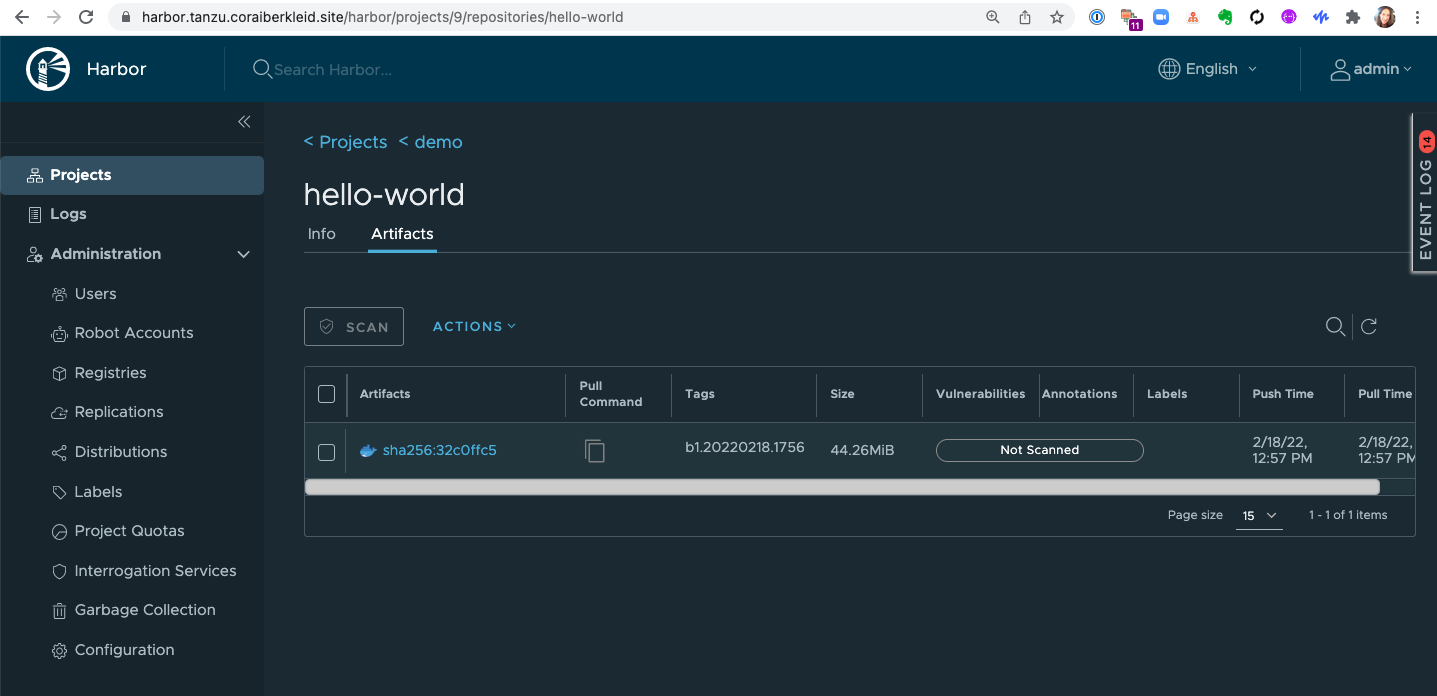 harbor.tanzu.coraiberkleid.site/harbor/projects/9/repositories/hello-world
11
Harbor
Search Harbor...
English
admin
< Projects < demo
hello-world
Info Artifacts
EVENT LOG 14
Projects
Logs
Administration
Users
Robot Accounts
Registries
Replications
Distributions
Labels
Project Quotas
Interrogation Services
Garbage Collection
Configuration
SCAN ACTIONS
Artifacts Pull Command Tags Size Vulnerabilities Annotations Labels Push Time Pull Time
sha256:32c0ffc5 b1.20220218.1756 44.26MiB Not Scanned 2/18/22, 12:57 PM 2/18/22, 12:57 PM
Page size 15 1 - 1 of 1 items